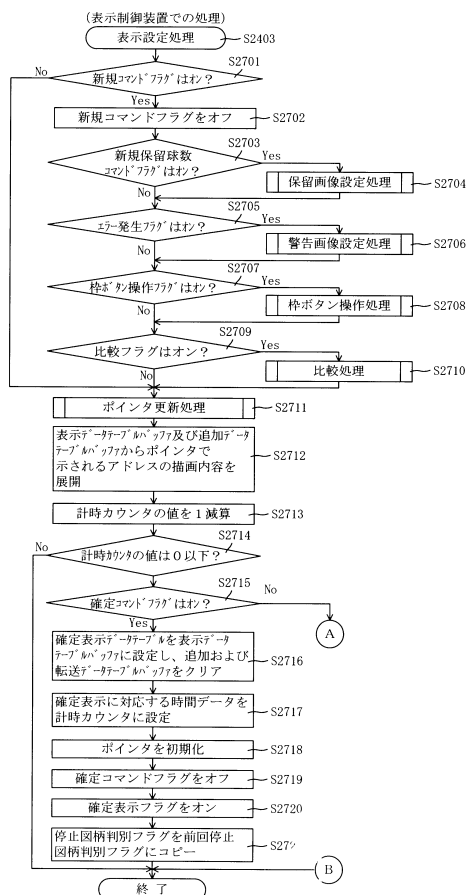 (表示制御装置での処理)
表示設定処理
S2403
S2701
No
新規コマンドフラグはオン？
Yes
新規コマンドフラグをオフ
S2702
S2703
新規保留球数
コマンドフラグはオン？
Yes
No
保留画像設定処理
S2704
S2705
エラー発生フラグはオン？
Yes
No
警告画像設定処理
S2706
S2707
枠ボタン操作フラグはオン？
Yes
No
枠ボタン操作処理
S2708
S2709
比較フラグはオン？
Yes
No
比較処理
S2710
ポインタ更新処理
S2711
表示データテーブルバッファ及び追加データ
テーブルバッファからポインタで
示されるアドレスの描画内容を
展開
S2712
計時カウンタの値を１減算
S2713
S2714
No
計時カウンタの値は０以下？
S2715
確定コマンドフラグはオン？
No
Yes
A
確定表示データテーブルを表示データ
テーブルバッファに設定し、追加および
転送データテーブルバッファをクリア
S2716
確定表示に対応する時間データを
計時カウンタに設定
S2717
ポインタを初期化
S2718
確定コマンドフラグをオフ
S2719
確定表示フラグをオン
S2720
停止図柄判別フラグを前回停止
図柄判別フラグにコピー
B
終了